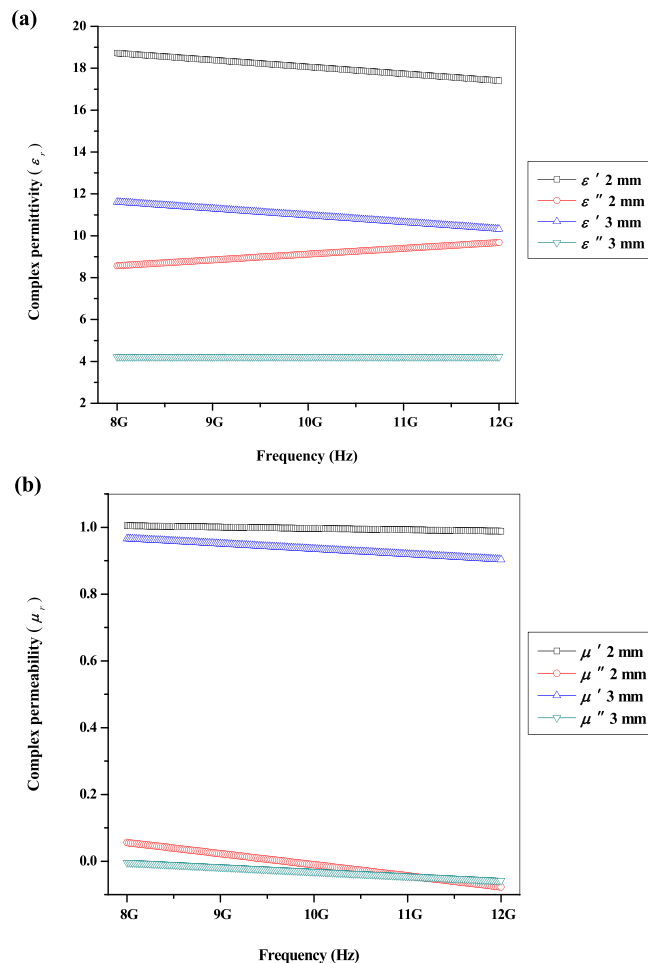 (a)
Complex permittivity ( ε r )
20
18
16
14
12
10
8
6
4
2
8G 9G 10G 11G 12G
Frequency (Hz)
ε ′ 2 mm
ε ″ 2 mm
ε ′ 3 mm
ε ″ 3 mm
(b)
Complex permeability ( μ r )
1.0
0.8
0.6
0.4
0.2
0.0
8G 9G 10G 11G 12G
Frequency (Hz)
μ ′ 2 mm
μ ″ 2 mm
μ ′ 3 mm
μ ″ 3 mm